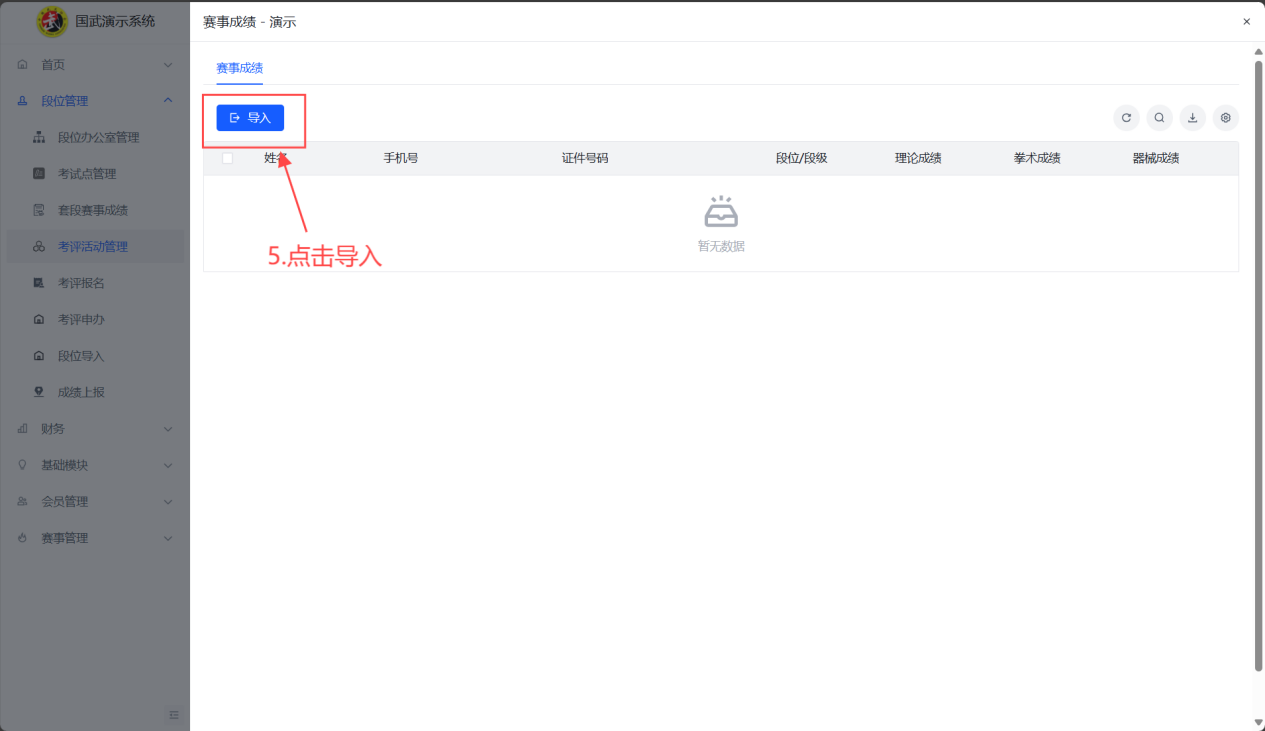 国武演示系统
赛事成绩 - 演示
首页
段位管理
段位办公室管理
考试点管理
套段赛事成绩
考评活动管理
考评报名
考评申办
段位导入
成绩上报
财务
基础模块
会员管理
赛事管理
赛事成绩
导入
姓名 手机号 证件号码 段位/段级 理论成绩 拳术成绩 器械成绩
暂无数据
5.点击导入